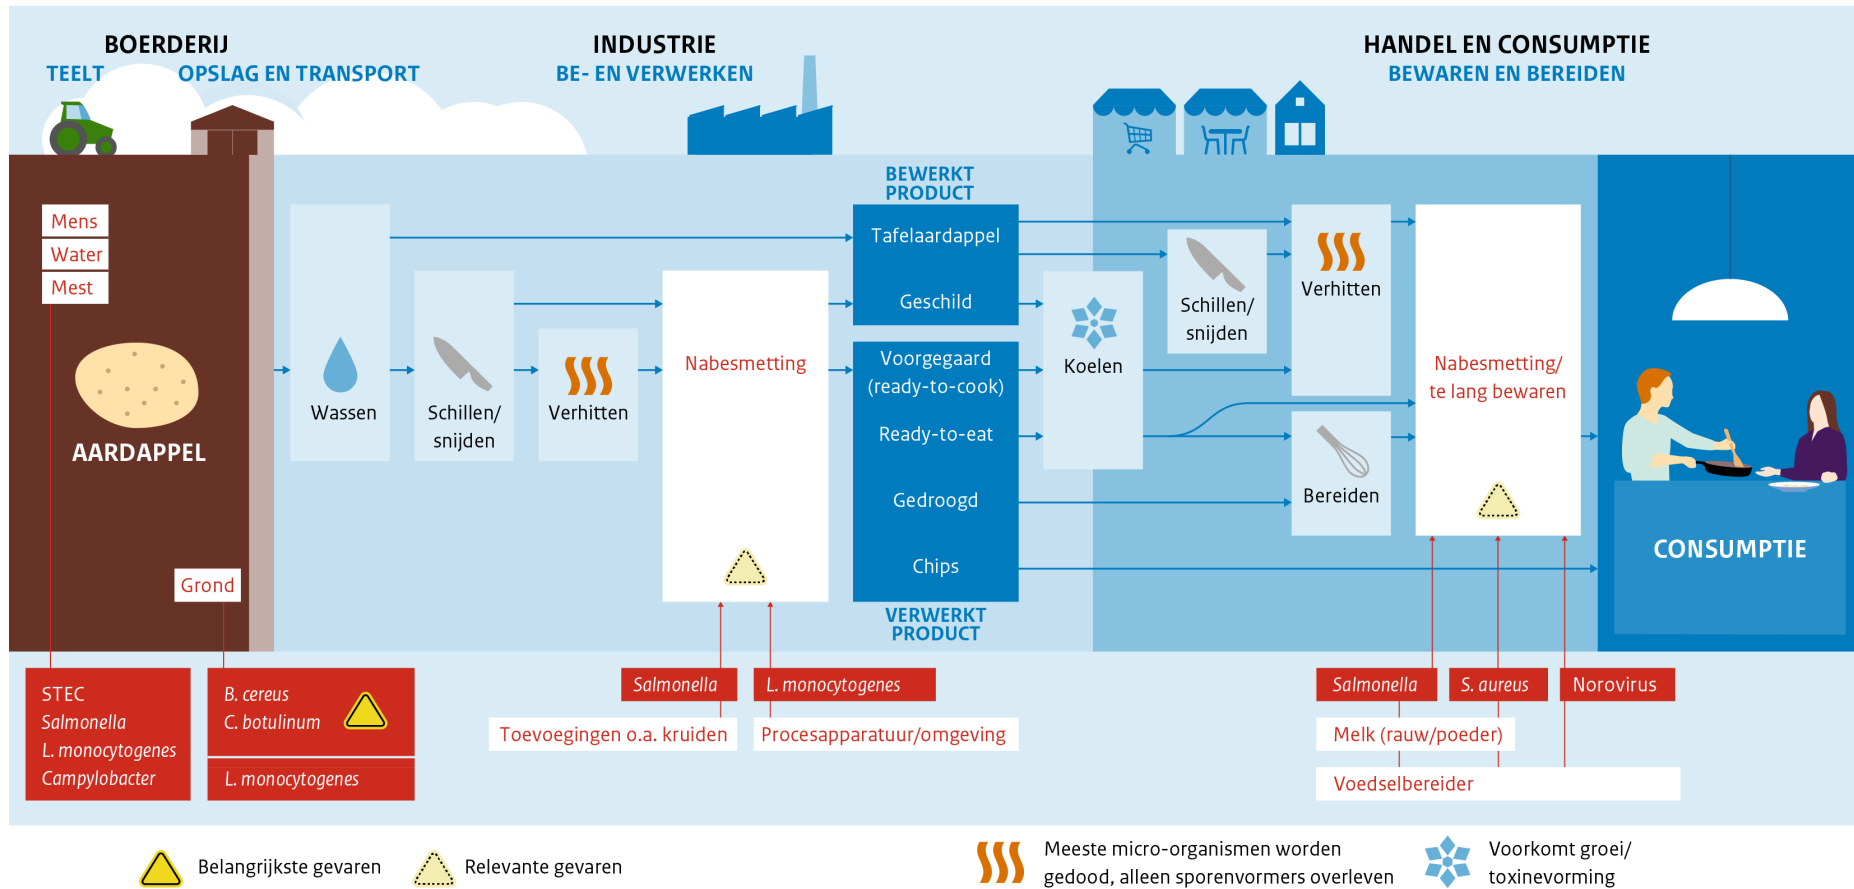 BOERDERIJ
TEELT
OPSLAG EN TRANSPORT
INDUSTRIE
BE- EN VERWERKEN
HANDEL EN CONSUMPTIE
BEWAREN EN BEREIDEN
Mens
Water
Mest
AARDAPPEL
Grond
Wassen
Schillen/
snijden
Verhitten
Nabesmetting
BEWERKT
PRODUCT
Tafelaardappel
Geschild
Voorgegaard
(ready-to-cook)
Ready-to-eat
Gedroogd
Chips
VERWERKT
PRODUCT
Koelen
Schillen/
snijden
Verhitten
Bereiden
Nabesmetting/
te lang bewaren
CONSUMPTIE
STEC
Salmonella
L. monocytogenes
Campylobacter
B. cereus
C. botulinum
L. monocytogenes
Salmonella
L. monocytogenes
Toevoegingen o.a. kruiden
Procesapparatuur/omgeving
Salmonella
S. aureus
Norovirus
Melk (rauw/poeder)
Voedselbereider
Belangrijkste gevaren
Relevante gevaren
Meeste micro-organismen worden
gedood, alleen sporenvormers overleven
Voorkomt groei/
toxinevorming